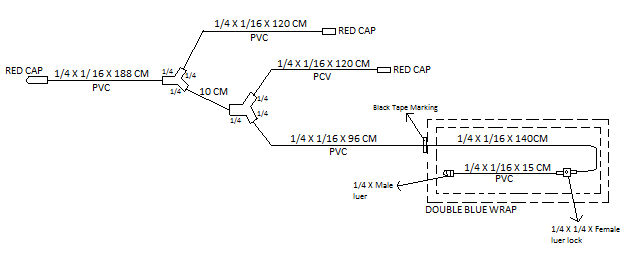 1/4 X 1/16 X 120 CM
PVC
RED CAP
RED CAP
1/4 X 1/ 16 X 188 CM
PVC
1/4
1/4
1/4
1/4
10 CM
1/4 X 1/16 X 120 CM
PCV
RED CAP
1/4
1/4
1/4
1/4 X 1/16 X 96 CM
PVC
Black Tape Marking
1/4 X 1/16 X 140CM
1/4 X 1/16 X 15 CM
PVC
1/4 X Male
luer
DOUBLE BLUE WRAP
1/4 X 1/4 X Female
luer lock